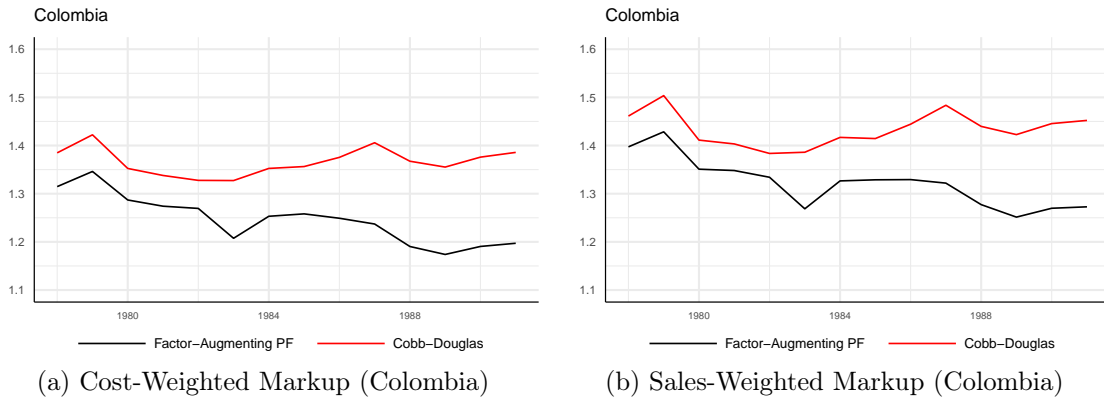 Colombia
1.6
1.5
1.4
1.3
1.2
1.1
1980 1984 1988
Factor−Augmenting PF Cobb−Douglas
(a) Cost-Weighted Markup (Colombia)
Colombia
1.6
1.5
1.4
1.3
1.2
1.1
1980 1984 1988
Factor−Augmenting PF Cobb−Douglas
(b) Sales-Weighted Markup (Colombia)